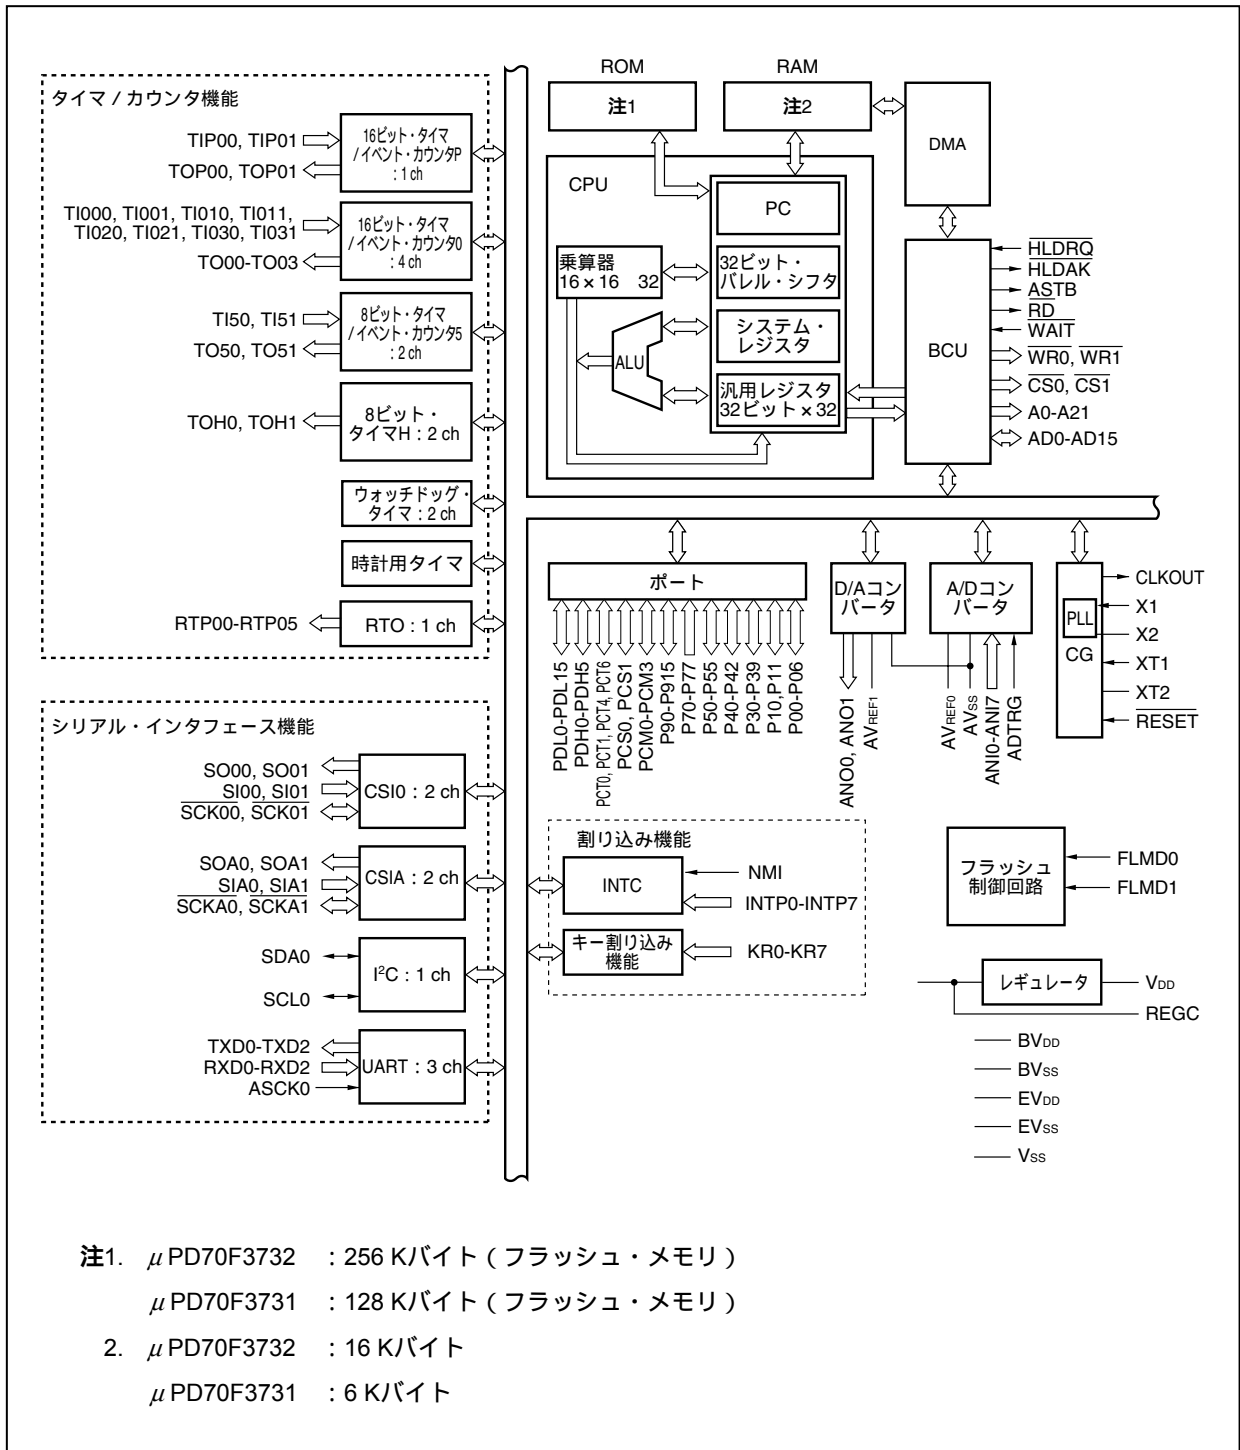 タイマ / カウンタ機能
TIP00, TIP01
TOP00, TOP01
16ビット・タイマ
/イベント・カウンタP
: 1 ch
TI000, TI001, TI010, TI011,
TI020, TI021, TI030, TI031
TO00-TO03
16ビット・タイマ
/イベント・カウンタ0
: 4 ch
TI50, TI51
TO50, TO51
8ビット・タイマ
/イベント・カウンタ5
: 2 ch
TOH0, TOH1
8ビット・
タイマH : 2 ch
ウォッチドッグ・
タイマ : 2 ch
時計用タイマ
RTP00-RTP05
RTO : 1 ch
シリアル・インタフェース機能
SO00, SO01
SI00, SI01
SCK00, SCK01
CSI0 : 2 ch
SOA0, SOA1
SIA0, SIA1
SCKA0, SCKA1
CSIA : 2 ch
SDA0
SCL0
I²C : 1 ch
TXD0-TXD2
RXD0-RXD2
ASCK0
UART : 3 ch
ROM
注1
RAM
注2
DMA
CPU
PC
乗算器
16 × 16 32
32ビット・
バレル・シフタ
システム・
レジスタ
ALU
汎用レジスタ
32ビット × 32
BCU
HLDRQ
HLDAK
ASTB
RD
WAIT
WR0, WR1
CS0, CS1
A0-A21
AD0-AD15
ポート
PDL0-PDL15
PDH0-PDH5
PCT0, PCT1, PCT4, PCT6
PCS0, PCS1
PCM0-PCM3
P90-P915
P70-P77
P50-P55
P40-P42
P30-P39
P10, P11
P00-P06
D/Aコン
バータ
ANO0, ANO1
AVREF1
A/Dコン
バータ
AVREF0
AVSS
ANI0-ANI7
ADTRG
PLL
CG
CLKOUT
X1
X2
XT1
XT2
RESET
割り込み機能
INTC
NMI
INTP0-INTP7
キー割り込み
機能
KR0-KR7
フラッシュ
制御回路
FLMD0
FLMD1
レギュレータ
VDD
REGC
BVDD
BVSS
EVDD
EVSS
VSS
注1. μPD70F3732 : 256 Kバイト（フラッシュ・メモリ）
μPD70F3731 : 128 Kバイト（フラッシュ・メモリ）
2. μPD70F3732 : 16 Kバイト
μPD70F3731 : 6 Kバイト